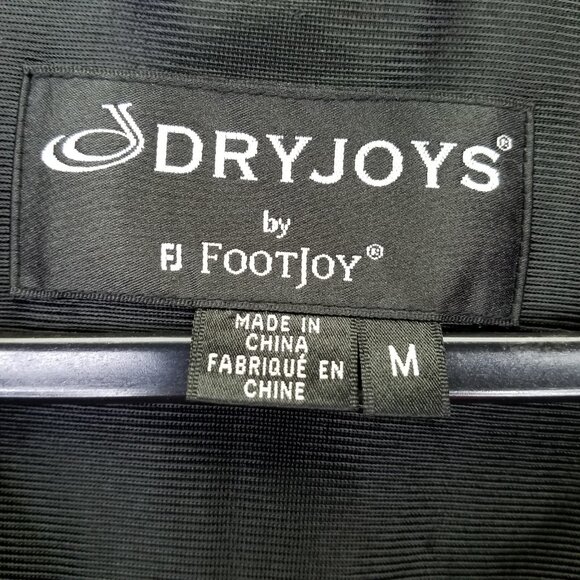 DRYJOYS®
by
FJ FOOTJOY®
MADE IN
CHINA
FABRIQUÉ EN
CHINE
M